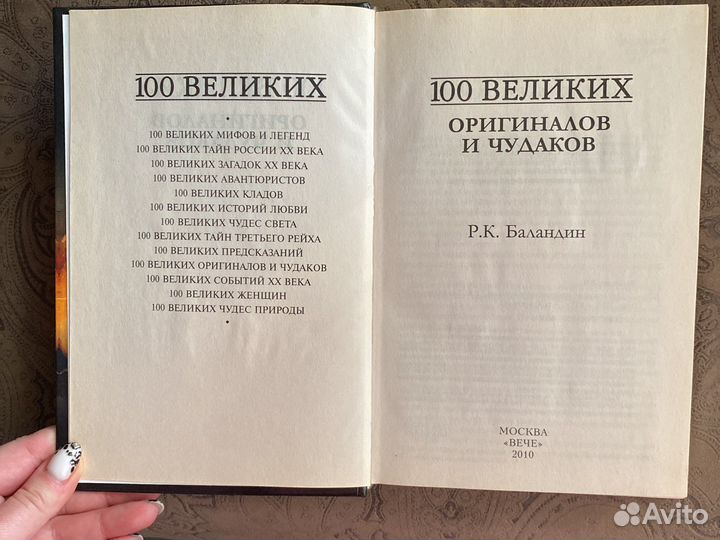 100 ВЕЛИКИХ
100 ВЕЛИКИХ МИФОВ И ЛЕГЕНД
100 ВЕЛИКИХ ТАЙН РОССИИ XX ВЕКА
100 ВЕЛИКИХ ЗАГАДОК XX ВЕКА
100 ВЕЛИКИХ АВАНТЮРИСТОВ
100 ВЕЛИКИХ КЛАДОВ
100 ВЕЛИКИХ ИСТОРИЙ ЛЮБВИ
100 ВЕЛИКИХ ЧУДЕС СВЕТА
100 ВЕЛИКИХ ТАЙН ТРЕТЬЕГО РЕЙХА
100 ВЕЛИКИХ ПРЕДСКАЗАНИЙ
100 ВЕЛИКИХ ОРИГИНАЛОВ И ЧУДАКОВ
100 ВЕЛИКИХ СОБЫТИЙ XX ВЕКА
100 ВЕЛИКИХ ЖЕНЩИН
100 ВЕЛИКИХ ЧУДЕС ПРИРОДЫ
100 ВЕЛИКИХ
ОРИГИНАЛОВ
И ЧУДАКОВ
Р.К. Баландин
МОСКВА
«ВЕЧЕ»
2010
Avito